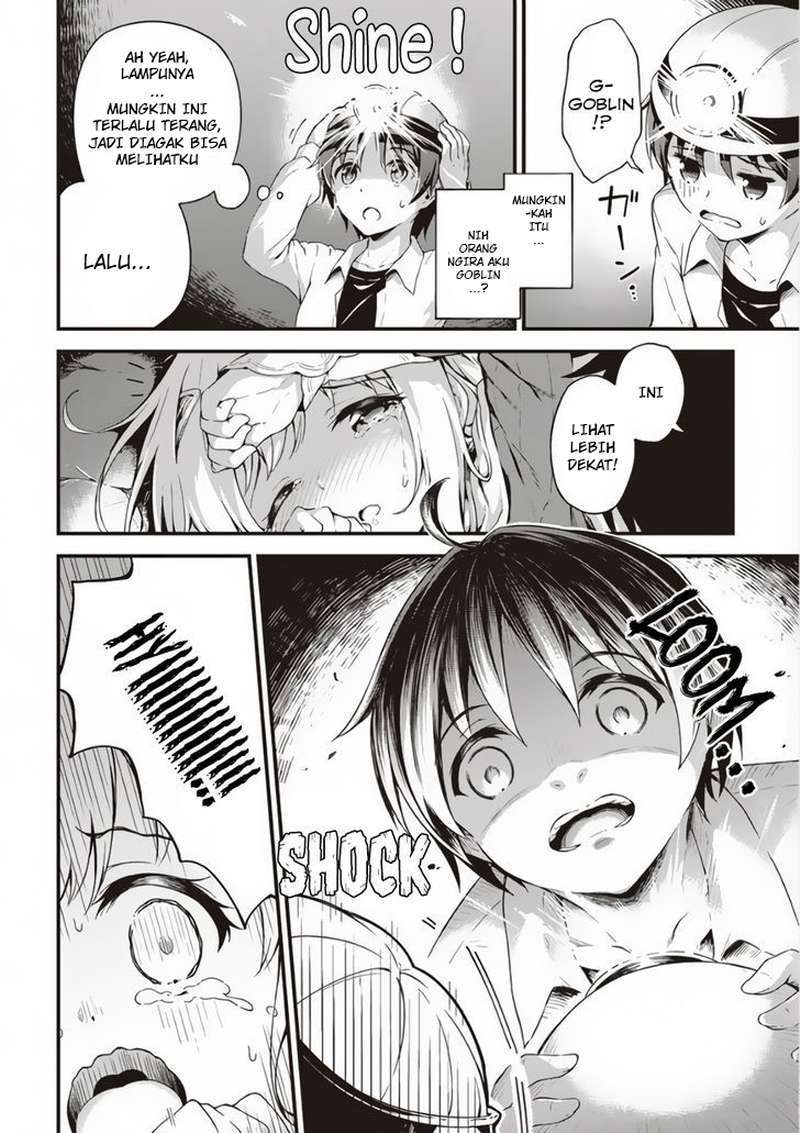 G-
GOBLIN
!?
ガーン
MUNGKIN
-KAH
ITU
...
NIH
ORANG
NGIRA AKU
GOBLIN
...?
Shine !
AH YEAH,
LAMPUNYA
...
MUNGKIN INI
TERLALU TERANG,
JADI DIAGAK BISA
MELIHATKU
LALU...
INI
LIHAT
LEBIH
DEKAT!
LOOM...
SHOCK